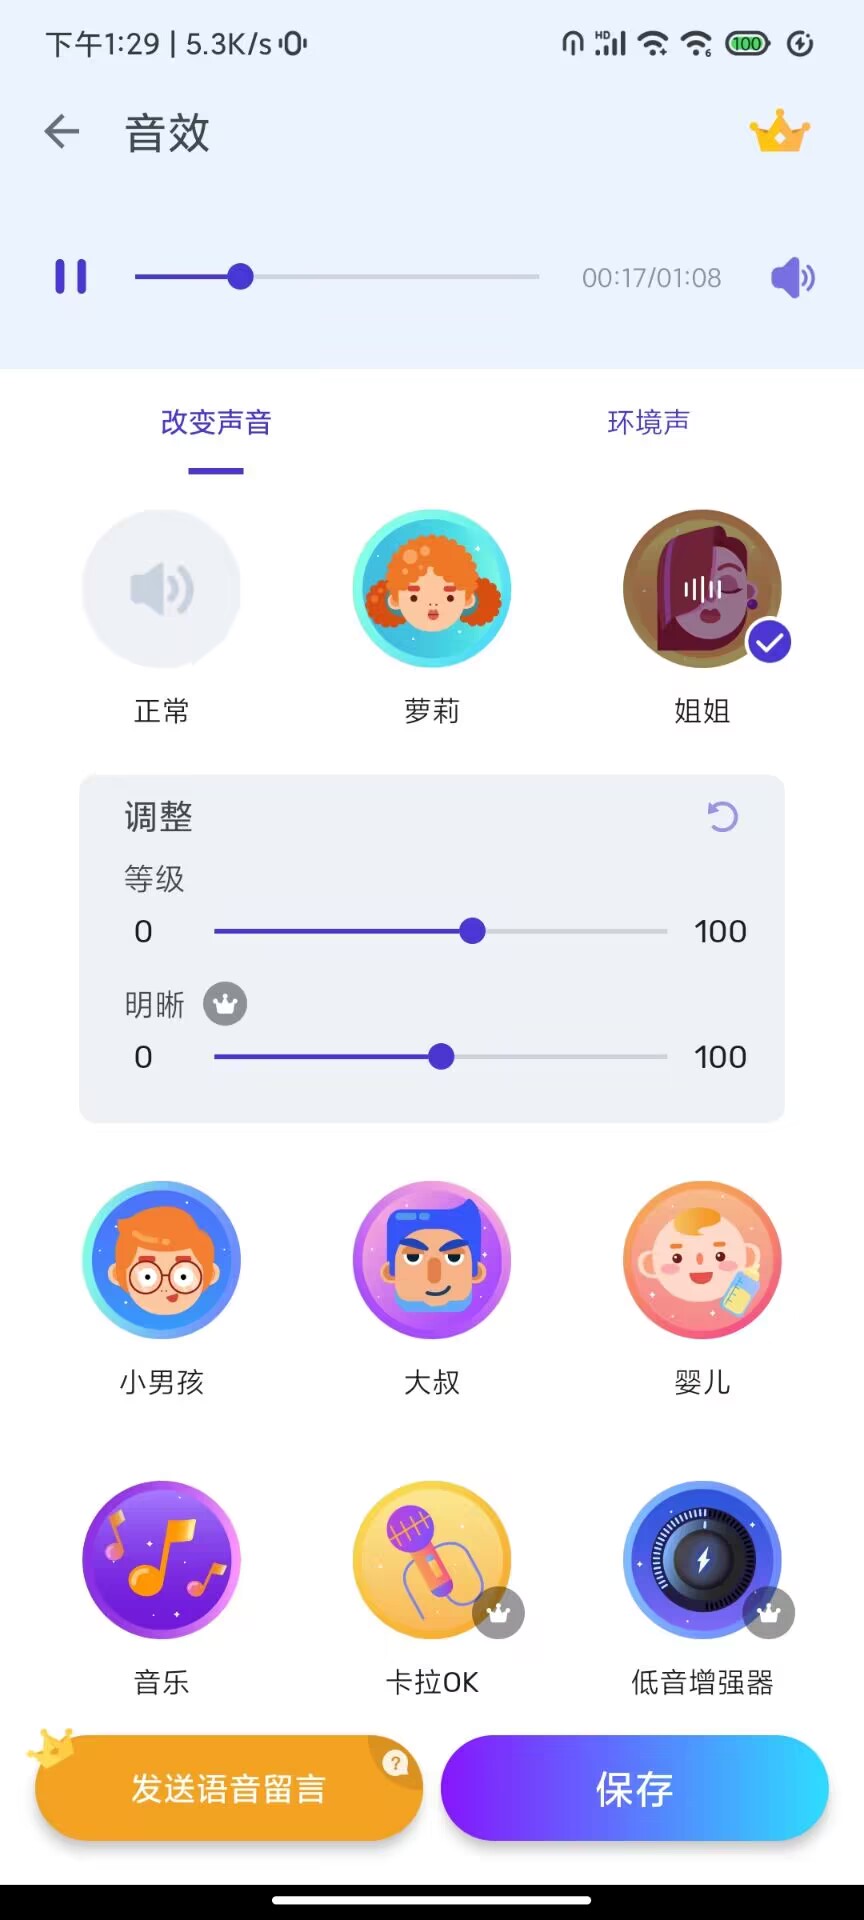 下午1:29 | 5.3K/s
HD
6
100
音效
00:17/01:08
改变声音 环境声
正常 萝莉 姐姐
调整
等级
0 100
明晰
0 100
小男孩 大叔 婴儿
音乐 卡拉OK 低音增强器
?
发送语音留言 保存